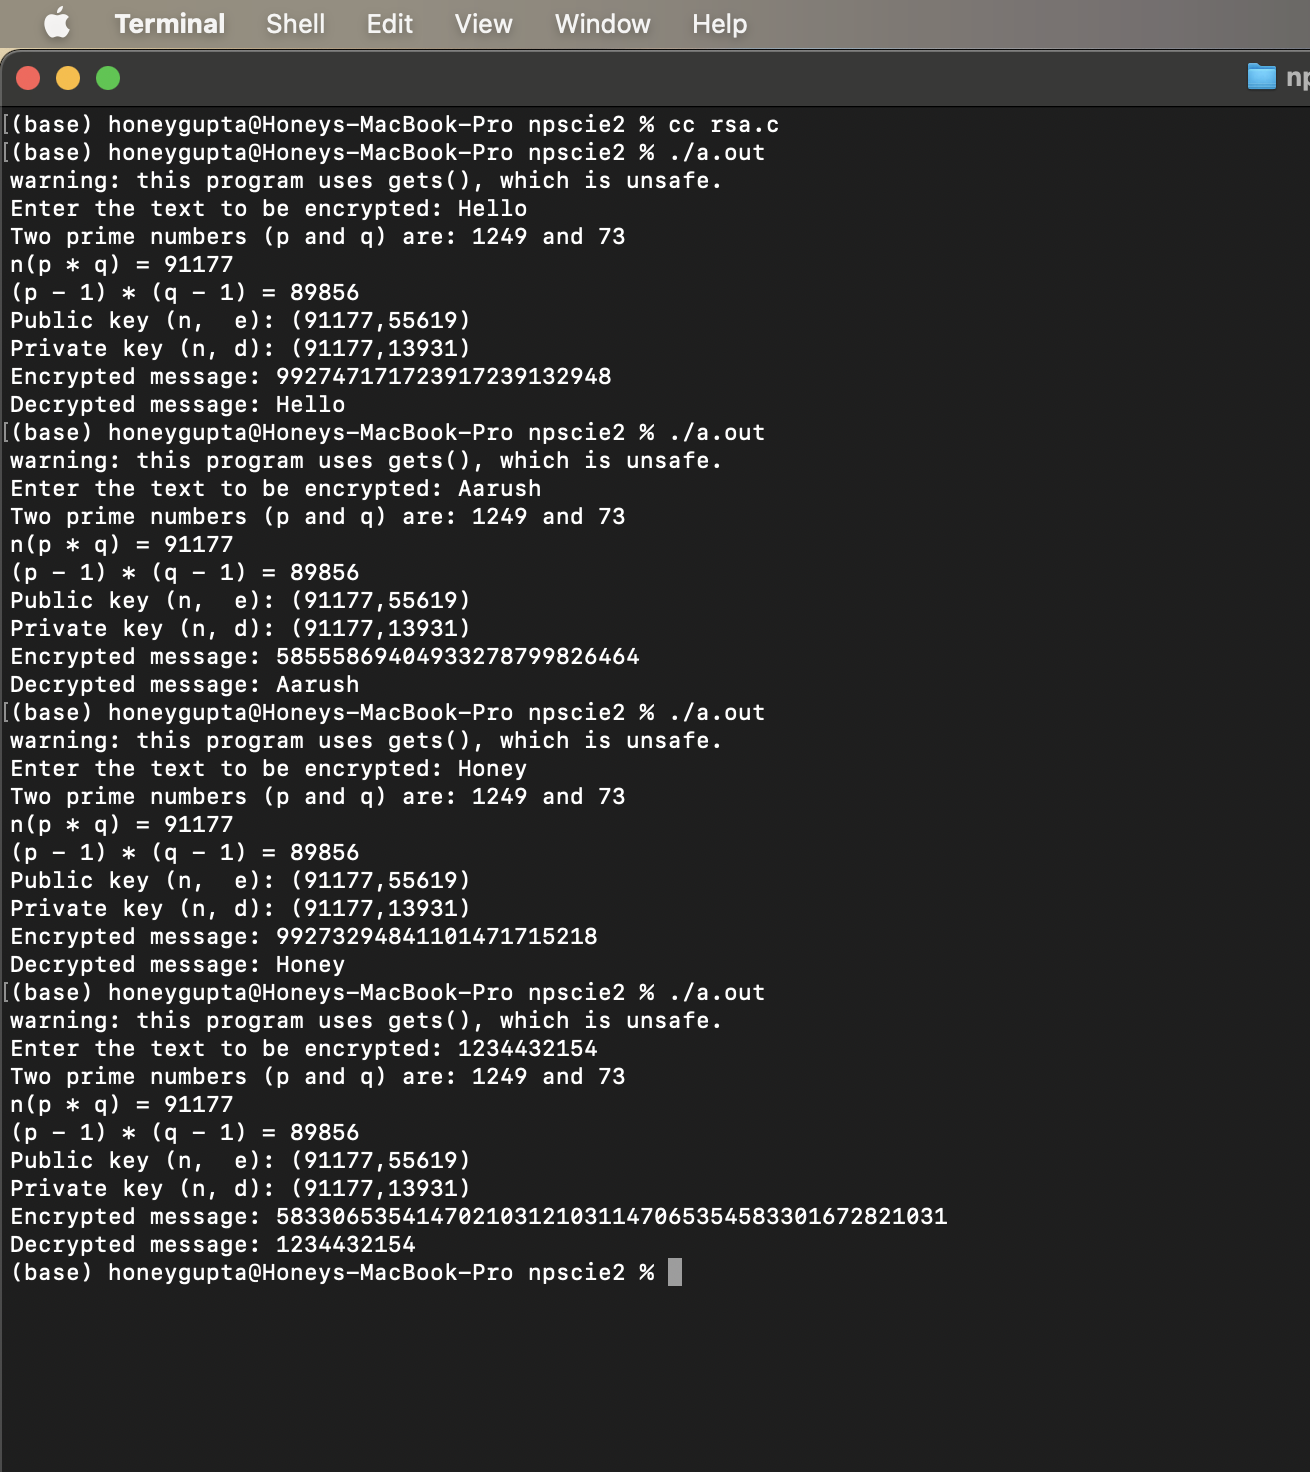 Terminal Shell Edit View Window Help
[(base) honeygupta@Honeys-MacBook-Pro npscie2 % cc rsa.c
[(base) honeygupta@Honeys-MacBook-Pro npscie2 % ./a.out
warning: this program uses gets(), which is unsafe.
Enter the text to be encrypted: Hello
Two prime numbers (p and q) are: 1249 and 73
n(p * q) = 91177
(p - 1) * (q - 1) = 89856
Public key (n,  e): (91177,55619)
Private key (n, d): (91177,13931)
Encrypted message: 992747171723917239132948
Decrypted message: Hello
[(base) honeygupta@Honeys-MacBook-Pro npscie2 % ./a.out
warning: this program uses gets(), which is unsafe.
Enter the text to be encrypted: Aarush
Two prime numbers (p and q) are: 1249 and 73
n(p * q) = 91177
(p - 1) * (q - 1) = 89856
Public key (n,  e): (91177,55619)
Private key (n, d): (91177,13931)
Encrypted message: 58555869404933278799826464
Decrypted message: Aarush
[(base) honeygupta@Honeys-MacBook-Pro npscie2 % ./a.out
warning: this program uses gets(), which is unsafe.
Enter the text to be encrypted: Honey
Two prime numbers (p and q) are: 1249 and 73
n(p * q) = 91177
(p - 1) * (q - 1) = 89856
Public key (n,  e): (91177,55619)
Private key (n, d): (91177,13931)
Encrypted message: 99273294841101471715218
Decrypted message: Honey
[(base) honeygupta@Honeys-MacBook-Pro npscie2 % ./a.out
warning: this program uses gets(), which is unsafe.
Enter the text to be encrypted: 1234432154
Two prime numbers (p and q) are: 1249 and 73
n(p * q) = 91177
(p - 1) * (q - 1) = 89856
Public key (n,  e): (91177,55619)
Private key (n, d): (91177,13931)
Encrypted message: 583306535414702103121031147065354583301672821031
Decrypted message: 1234432154
(base) honeygupta@Honeys-MacBook-Pro npscie2 %